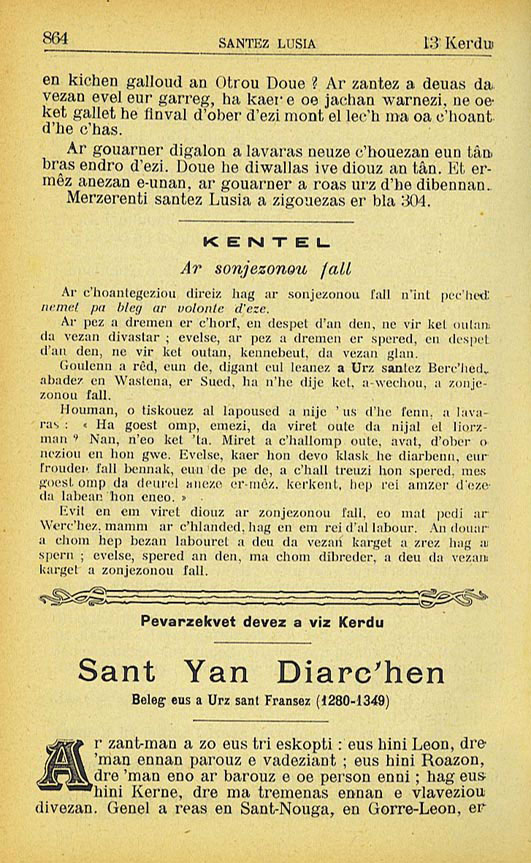 864
SANTEZ LUSIA
13 Kerdu
en kichen galloud an Otrou Doue ? Ar zantez a deuas da
vezan evel eur garreg, ha kaer e oe jachan warnezi, ne oe
ket gallet he finval d'ober d'ezi mont el lec'h ma oa c'hoant
d'he c'has.
Ar gouarner digalon a lavaras neuze c'houezan eun tân
bras endro d'ezi. Doue he diwallas ive diouz an tân. Et er-
mêz anezan e-unan, ar gouarner a roas urz d'he dibennan.
Merzerenti santez Lusia a zigouezas er bla 304.
KENTEL
Ar sonjezonou fall
Ar c'hoantegeziou direiz hag ar sonjezonou fall n'int pec'hed
nemet pa bleg ar volonte d'eze.
Ar pez a dremen er c'horf, en despet d'an den, ne vir ket outan
da vezan divastar ; evelse, ar pez a dremen er spered, en despet
d'an den, ne vir ket outan, kennebeut, da vezan glan.
Goulenn a rêd, eun de, digant eul leanez a Urz santez Berc'hed,
abadez en Wastena, er Sued, ha n'he dije ket, a-wechou, a zonje-
zonou fall.
Houman, o tiskouez al lapoused a nije 'us d'he fenn, a lava-
ras : « Ha goest omp, emezi, da viret oute da nijal el liorz-
man ? Nan, n'eo ket 'ta. Miret a c'hallomp oute, avat, d'ober o
neziou en hon gwe. Evelse, kaer hon devo klask he diarbenn, eur
frouden fall bennak, eun de pe de, a c'hall treuzi hon spered, mes
goest omp da deurel aneze er-mêz, kerkent, hep rei amzer d'eze
da labean hon eneo. »
Evit en em viret diouz ar zonjezonou fall, eo mat pedi ar
Werc'hez, mamm ar c'hlanded, hag en em rei d'al labour. An douar
a chom hep bezan labouret a deu da vezan karget a zrez hag a
spern ; evelse, spered an den, ma chom dibreder, a deu da vezan
karget a zonjezonou fall.
Pevarzekvet devez a viz Kerdu
Sant Yan Diarc'hen
Beleg eus a Urz sant Fransez (1280-1349)
Ar zant-man a zo eus tri eskopti : eus hini Leon, dre
'man ennan parouz e vadeziant ; eus hini Roazon,
dre 'man eno ar barouz e oe person enni ; hag eus
hini Kerne, dre ma tremenas ennan e vlaveziou
divezan. Genel a reas en Sant-Nouga, en Gorre-Leon, er